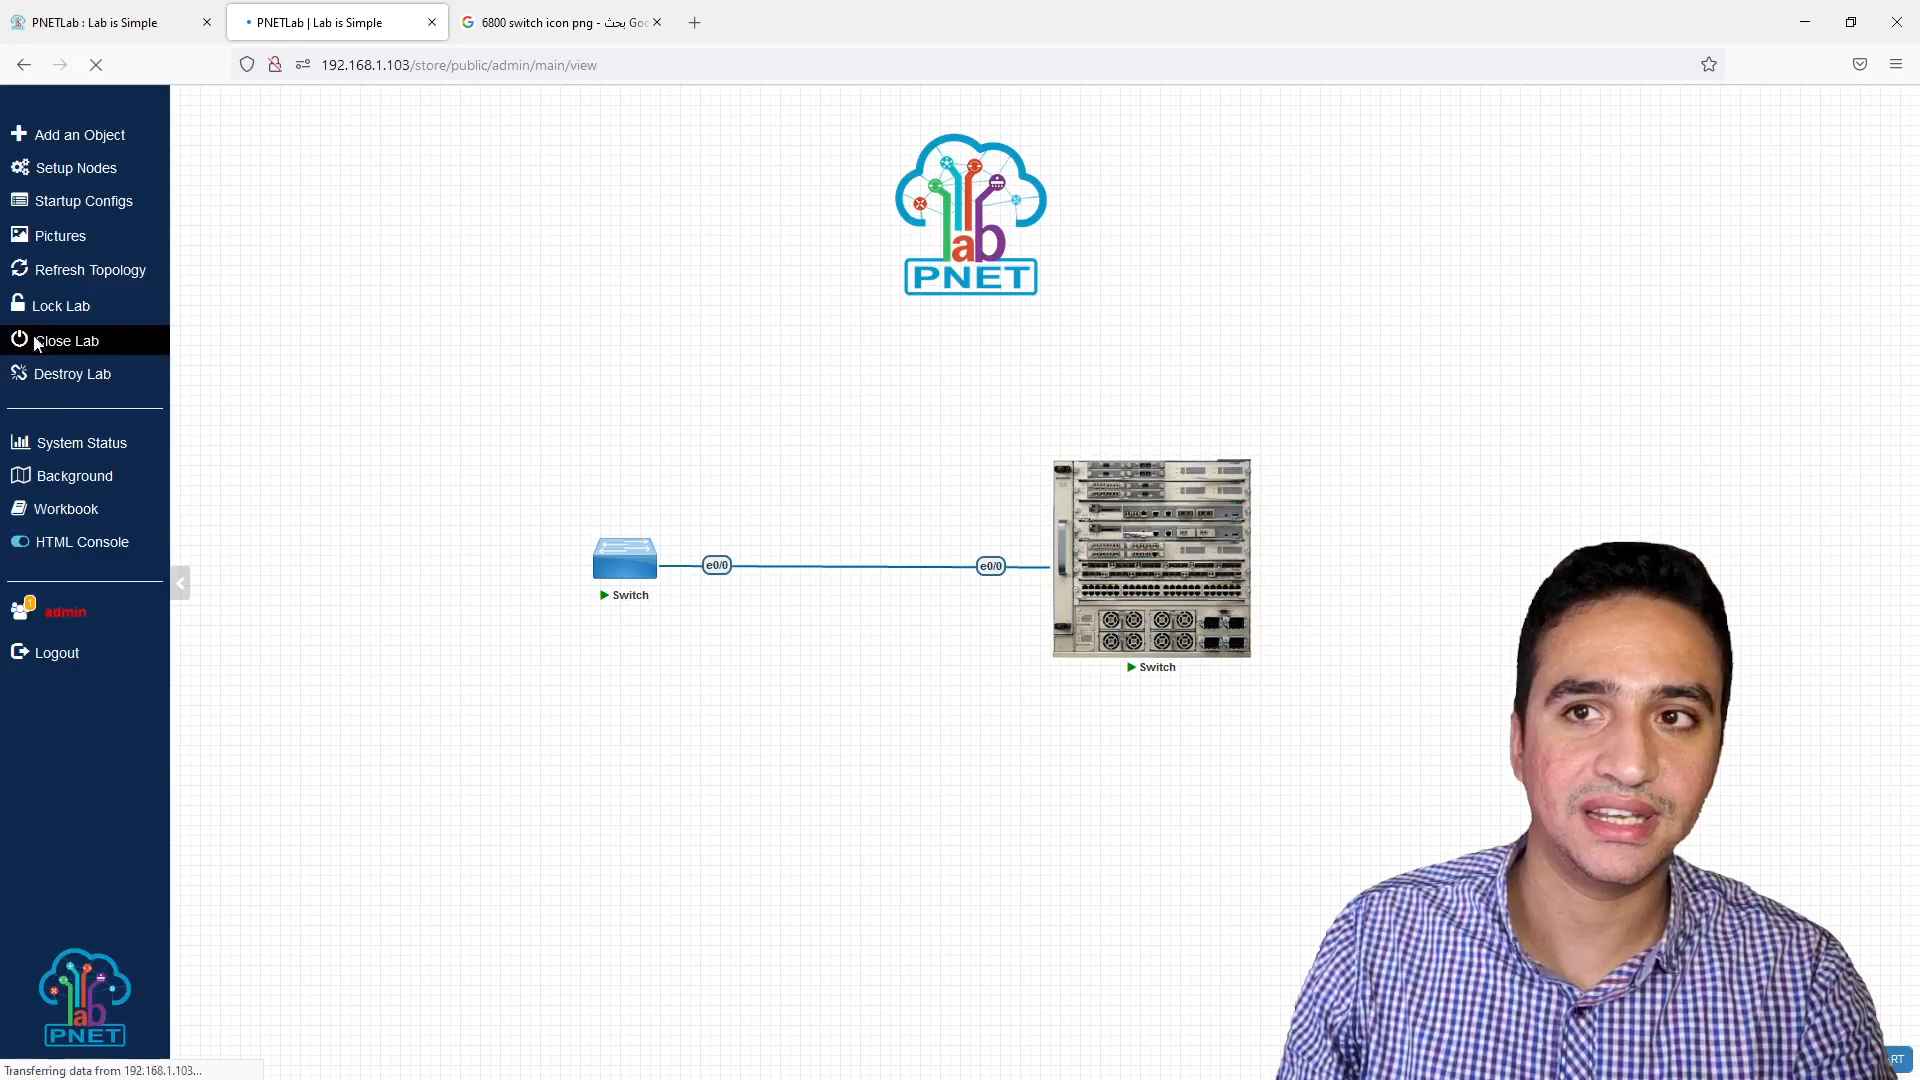 PNETLab : Lab is Simple
PNETLab | Lab is Simple
6800 switch icon png - بحث Goo
192.168.1.103/store/public/admin/main/view
Add an Object
Setup Nodes
Startup Configs
Pictures
Refresh Topology
Lock Lab
Close Lab
Destroy Lab
System Status
Background
Workbook
HTML Console
1
admin
Logout
lab
PNET
e0/0
e0/0
Switch
Switch
lab
PNET
Transferring data from 192.168.1.103...
RT